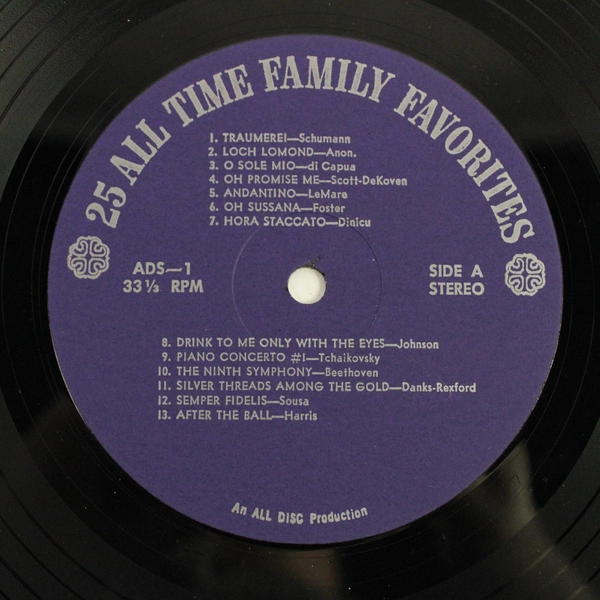 25 ALL TIME FAMILY FAVORITES
1. TRAUMEREI—Schumann
2. LOCH LOMOND—Anon.
3. O SOLE MIO—di Capua
4. OH PROMISE ME—Scott-DeKoven
5. ANDANTINO—LeMare
6. OH SUSSANA—Foster
7. HORA STACCATO—Dinicu
ADS—1
33⅓ RPM
SIDE A
STEREO
8. DRINK TO ME ONLY WITH THE EYES—Johnson
9. PIANO CONCERTO #1—Tchaikovsky
10. THE NINTH SYMPHONY—Beethoven
11. SILVER THREADS AMONG THE GOLD—Danks-Rexford
12. SEMPER FIDELIS—Sousa
13. AFTER THE BALL—Harris
An ALL DISC Production